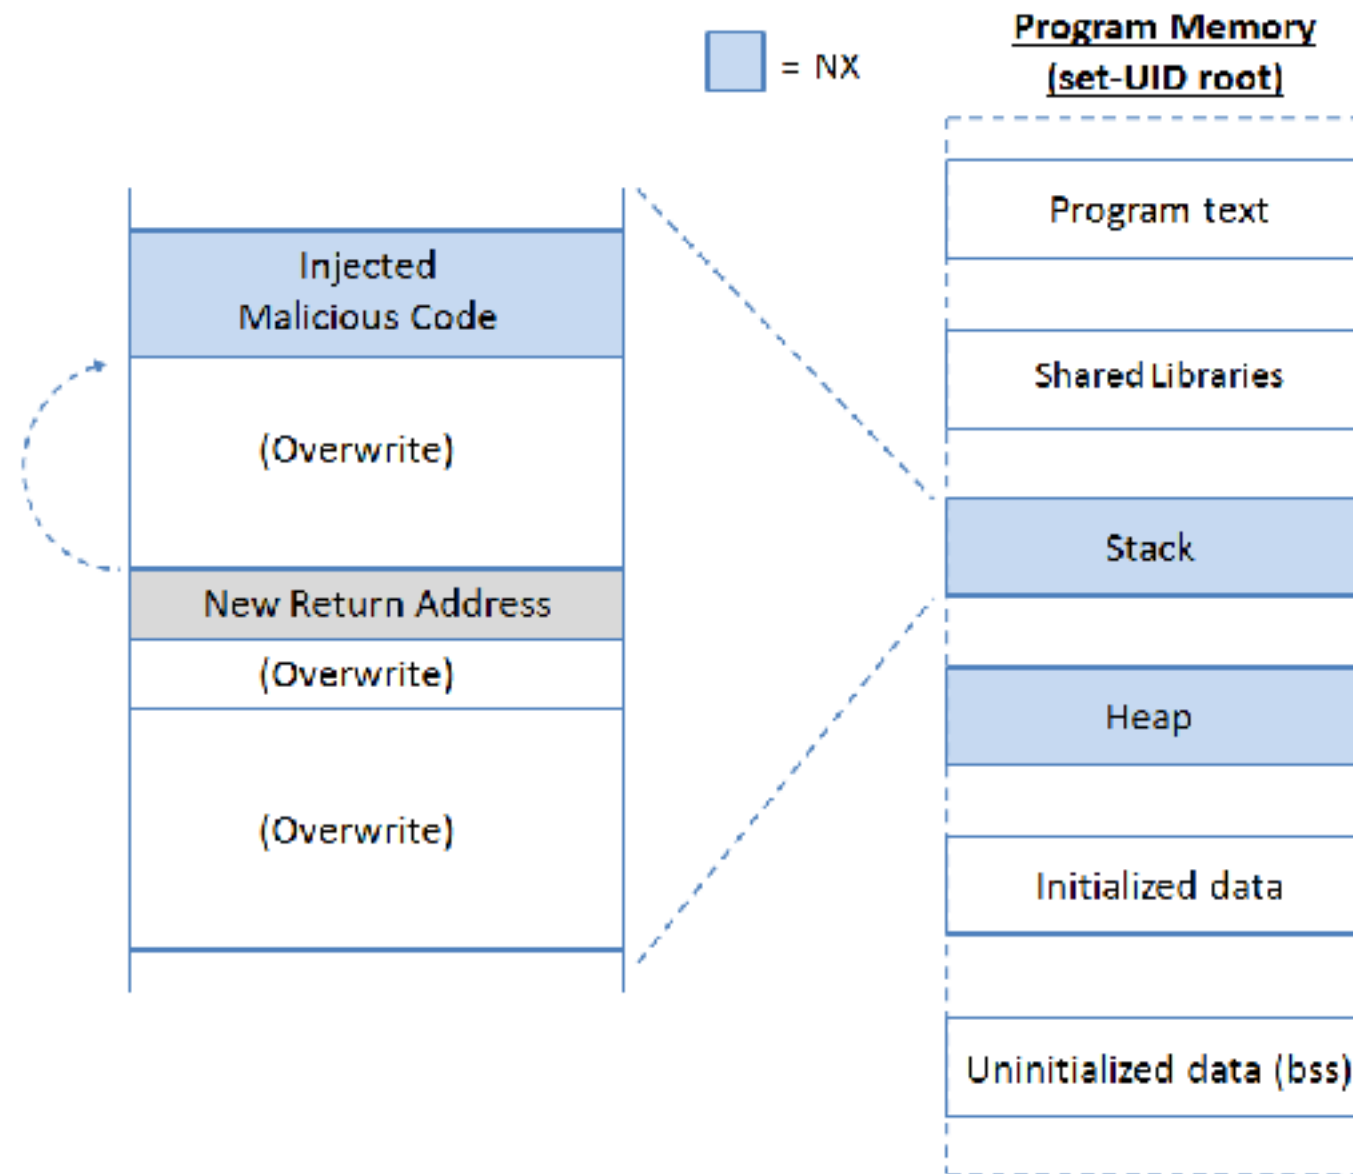 = NX
Program Memory
(set-UID root)
Injected
Malicious Code
(Overwrite)
New Return Address
(Overwrite)
(Overwrite)
Program text
Shared Libraries
Stack
Heap
Initialized data
Uninitialized data (bss)